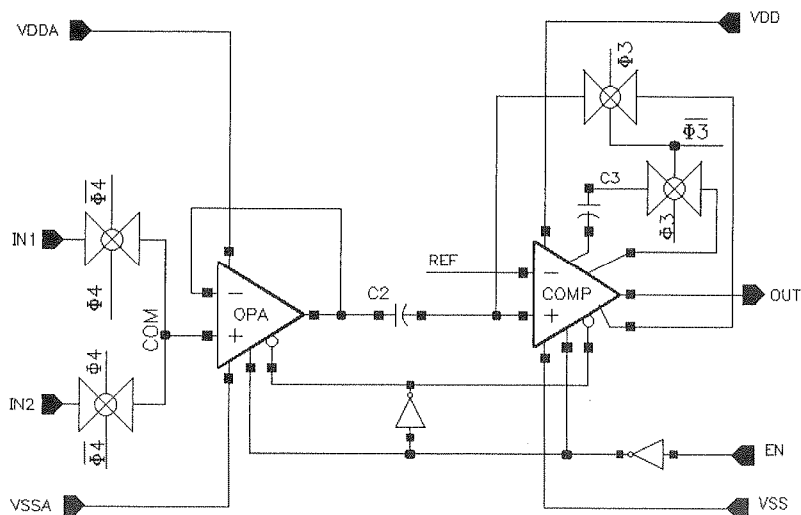 VDDA
VDD
Φ3
Φ3̅
C3
Φ3
Φ4̅
IN1
Φ4
COM
OPA
−
+
C2
REF
COMP
−
+
OUT
Φ4
IN2
Φ4̅
EN
VSSA
VSS